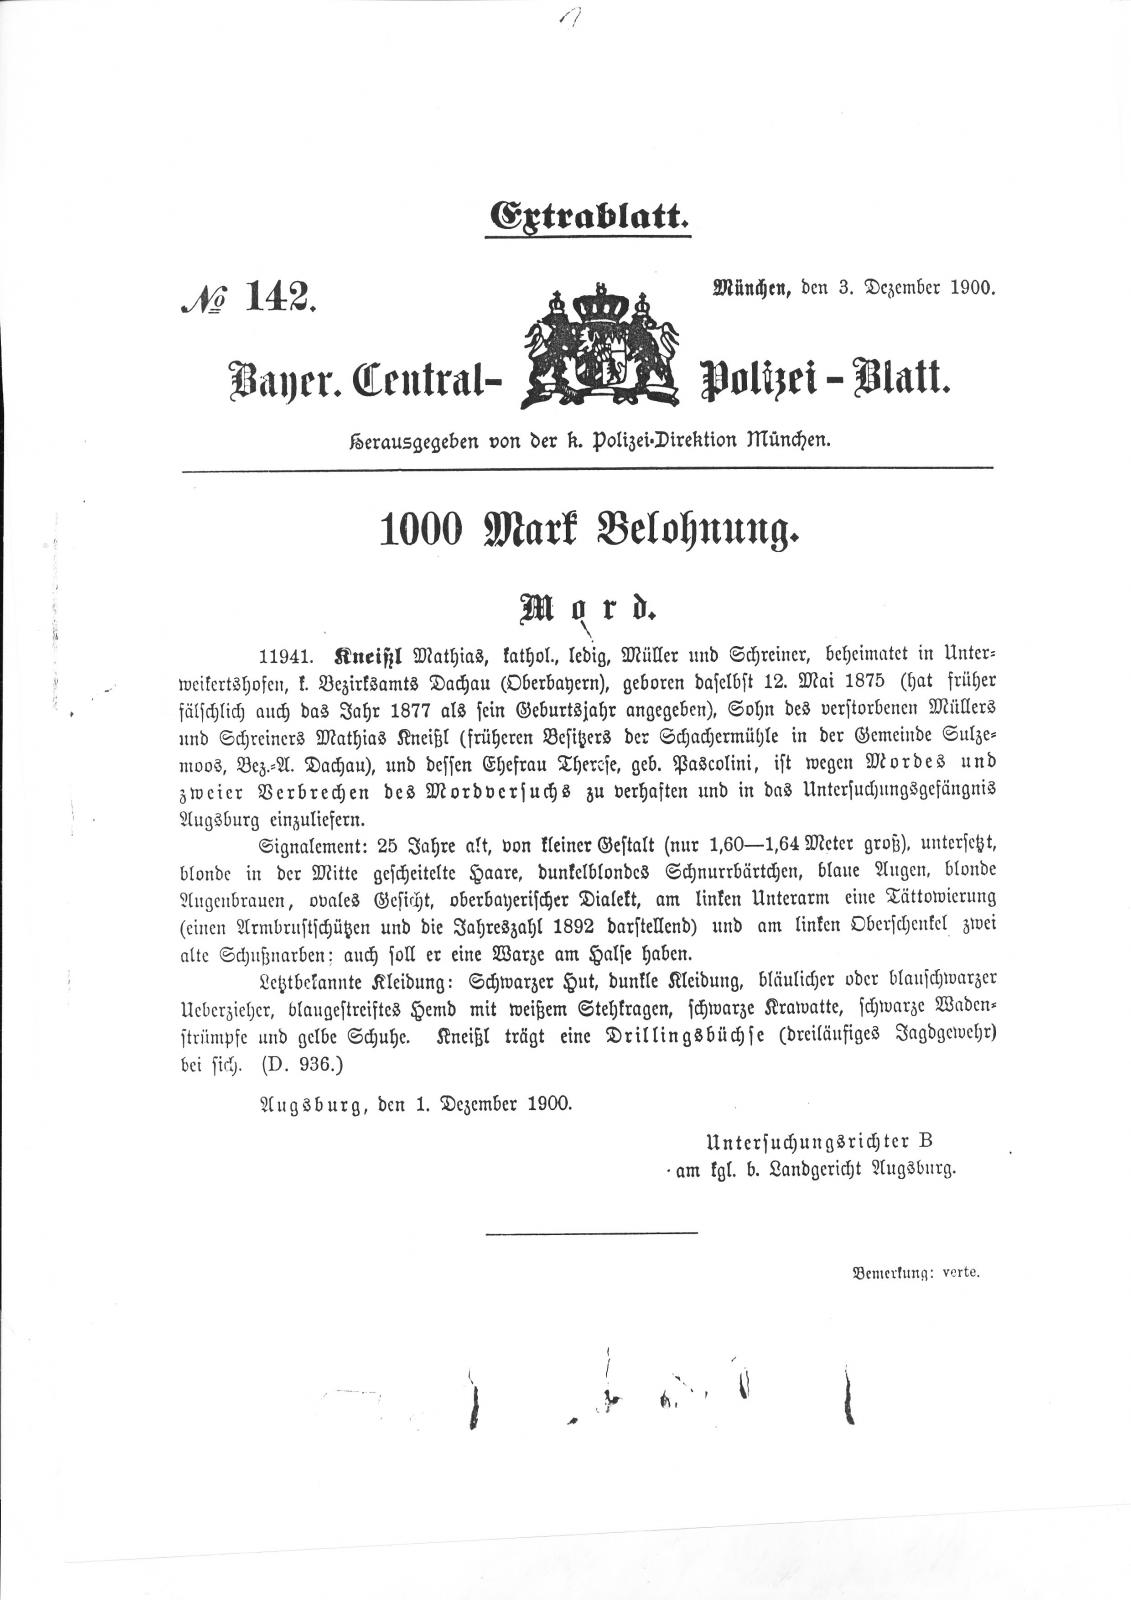 Extrablatt.
№ 142.
München, den 3. Dezember 1900.
Bayer. Central-Polizei-Blatt.
Herausgegeben von der k. Polizei-Direktion München.
1000 Mark Belohnung.
Mord.
11941. Kneißl Mathias, kathol., ledig, Müller und Schreiner, beheimatet in Unter-
weikertshofen, k. Bezirksamts Dachau (Oberbayern), geboren daselbst 12. Mai 1875 (hat früher
fälschlich auch das Jahr 1877 als sein Geburtsjahr angegeben), Sohn des verstorbenen Müllers
und Schreiners Mathias Kneißl (früheren Besitzers der Schachermühle in der Gemeinde Sulze-
moos, Bez.-A. Dachau), und dessen Ehefrau Therese, geb. Pascolini, ist wegen Mordes und
zweier Verbrechen des Mordversuchs zu verhaften und in das Untersuchungsgefängnis
Augsburg einzuliefern.
Signalement: 25 Jahre alt, von kleiner Gestalt (nur 1,60—1,64 Meter groß), untersetzt,
blonde in der Mitte gescheitelte Haare, dunkelblondes Schnurrbärtchen, blaue Augen, blonde
Augenbrauen, ovales Gesicht, oberbayerischer Dialekt, am linken Unterarm eine Tättowierung
(einen Armbrustschützen und die Jahreszahl 1892 darstellend) und am linken Oberschenkel zwei
alte Schußnarben; auch soll er eine Warze am Halse haben.
Letztbekannte Kleidung: Schwarzer Hut, dunkle Kleidung, bläulicher oder blauschwarzer
Ueberzieher, blaugestreiftes Hemd mit weißem Stehkragen, schwarze Krawatte, schwarze Waden-
strümpfe und gelbe Schuhe. Kneißl trägt eine Drillingsbüchse (dreiläufiges Jagdgewehr)
bei sich. (D. 936.)
Augsburg, den 1. Dezember 1900.
Untersuchungsrichter B
am kgl. b. Landgericht Augsburg.
Bemerkung: verte.